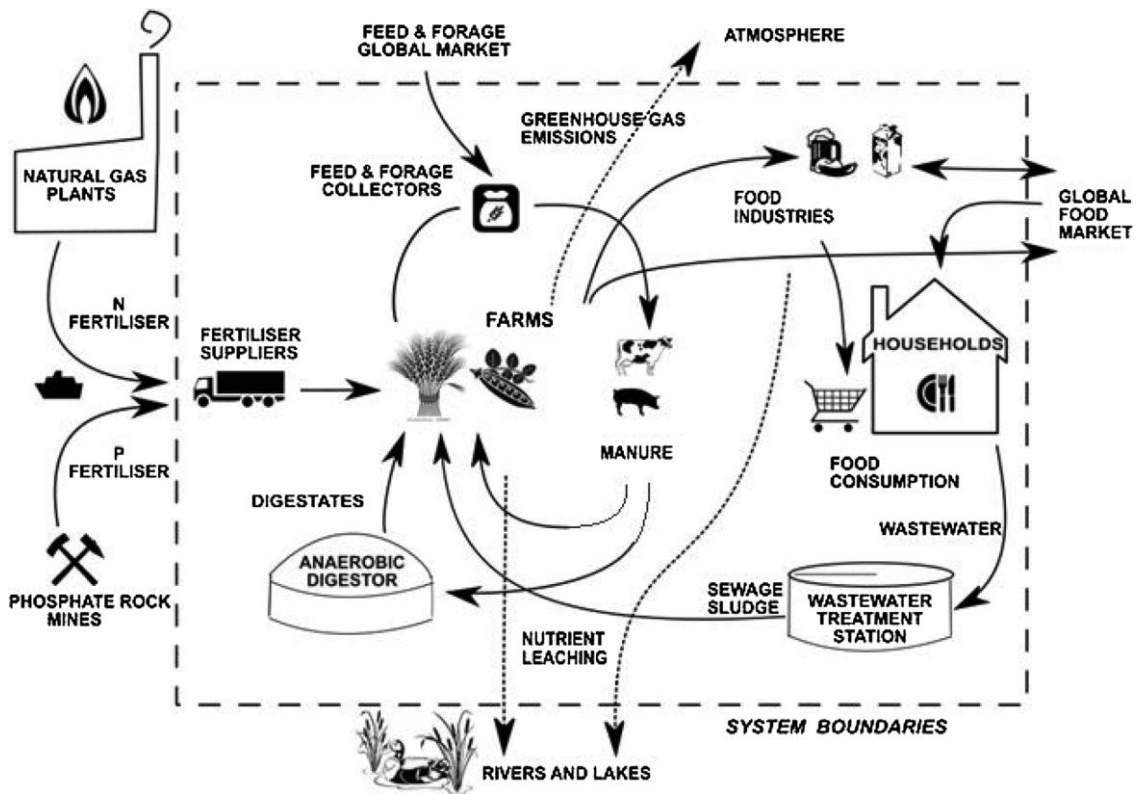 FEED & FORAGE
GLOBAL MARKET
ATMOSPHERE
GREENHOUSE GAS
EMISSIONS
NATURAL GAS
PLANTS
FEED & FORAGE
COLLECTORS
FOOD
INDUSTRIES
GLOBAL
FOOD
MARKET
N
FERTILISER
FERTILISER
SUPPLIERS
FARMS
HOUSEHOLDS
P
FERTILISER
MANURE
FOOD
CONSUMPTION
DIGESTATES
WASTEWATER
ANAEROBIC
DIGESTOR
PHOSPHATE ROCK
MINES
SEWAGE
SLUDGE
WASTEWATER
TREATMENT
STATION
NUTRIENT
LEACHING
SYSTEM BOUNDARIES
RIVERS AND LAKES